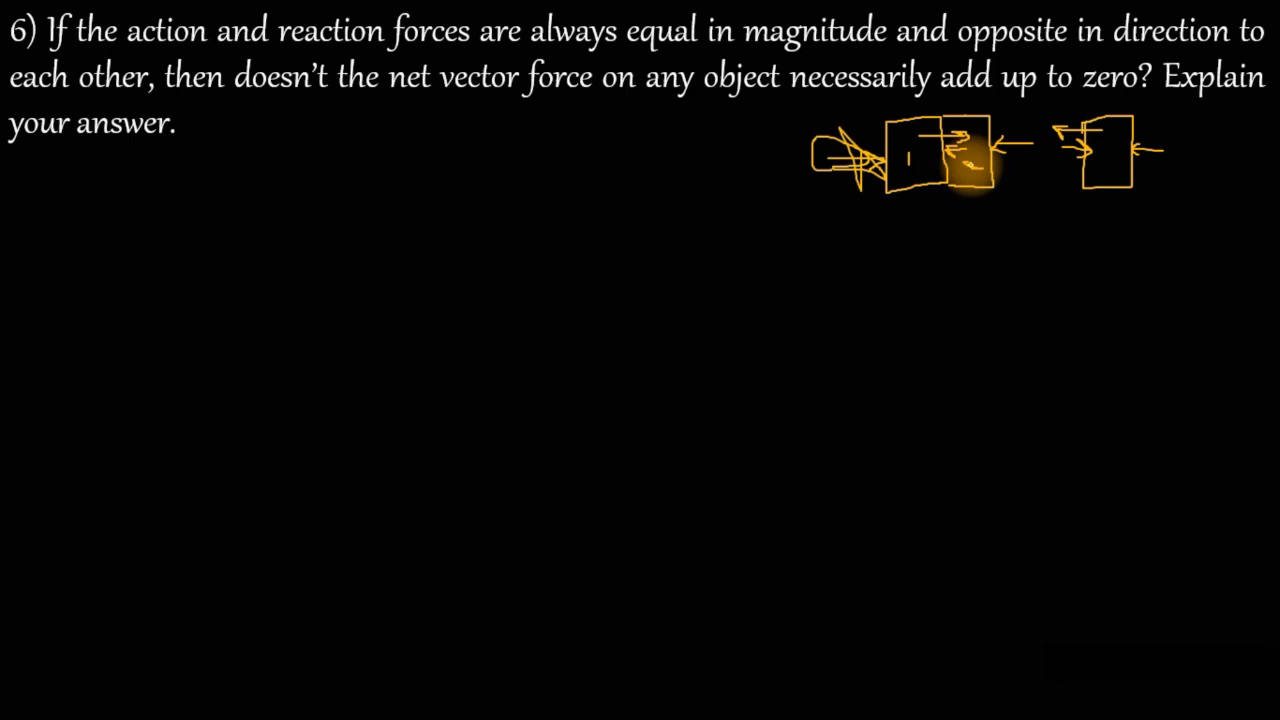 6) If the action and reaction forces are always equal in magnitude and opposite in direction to
each other, then doesn’t the net vector force on any object necessarily add up to zero? Explain
your answer.
1